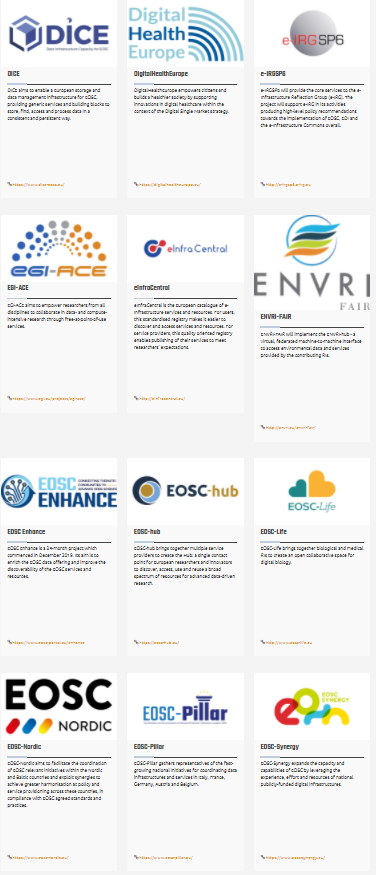 DICE
Data Infrastructure Capacity for EOSC
DICE
DICE aims to enable a european storage and
data management infrastructure for EOSC,
providing generic services and building blocks to
store, find, access and process data in a
consistent and persistent way.
https://www.dice-eosc.eu/
Digital
Health
Europe
DigitalHealthEurope
DigitalHealthEurope empowers citizens and
builds a healthier society by supporting
innovations in digital healthcare within the
context of the Digital Single Market strategy.
https://digitalhealtheurope.eu/
e-IRGSP6
e-IRGSP6
e-IRGSP6 will provide the core services to the e-
Infrastructure Reflection Group (e-IRG). The
project will support e-IRG in its activities
producing high-level policy recommendations
towards the implementation of EOSC, EDI and
the e-Infrastructure Commons overall.
EGI-ACE
EGI-ACE
EGI-ACE aims to empower researchers from all
disciplines to collaborate in data- and compute-
intensive research through free-at-point-of-use
services.
https://www.egi.eu/projects/egi-ace/
eInfraCentral
eInfraCentral
eInfraCentral is the european catalogue of e-
infrastructure services and resources. For users,
this standardised registry makes it easier to
discover and access services and resources. For
service providers, this quality oriented registry
enables publishing of their services to meet
researchers' expectations.
https://einfracentral.eu/
ENVRI
FAIR
ENVRI-FAIR
ENVRI-FAIR will implement the ENVRI-hub - a
virtual, federated machine-to-machine interface
to access environmental data and services
provided by the contributing RIs.
http://envri.eu/envri-fair/
EOSC
ENHANCE
EOSC Enhance
EOSC Enhance is a 24-month project which
commenced in December 2019. Its aim is to
enrich the EOSC data offering and improve the
discoverability of the EOSC services and
resources.
https://www.eosc-portal.eu/enhance
EOSC-hub
EOSC-hub
EOSC-hub brings together multiple service
providers to create the Hub: a single contact
point for european researchers and innovators
to discover, access, use and reuse a broad
spectrum of resources for advanced data-driven
research.
https://eosc-hub.eu/
EOSC-Life
EOSC-Life
EOSC-Life brings together biological and medical
RIs to create an open collaborative space for
digital biology.
http://www.eosc-life.eu
EOSC
NORDIC
EOSC-Nordic
EOSC-Nordic aims to facilitate the coordination
of EOSC relevant initiatives within the Nordic
and Baltic countries and exploit synergies to
achieve greater harmonisation at policy and
service provisioning across these countries, in
compliance with EOSC agreed standards and
practices.
https://www.eosc-nordic.eu/
EOSC-Pillar
EOSC-Pillar
EOSC-Pillar gathers representatives of the fast-
growing national initiatives for coordinating data
infrastructures and services in Italy, France,
Germany, Austria and Belgium.
https://www.eosc-pillar.eu/
EOSC
SYNERGY
EOSC-Synergy
EOSC-Synergy expands the capacity and
capabilities of EOSC by leveraging the
experience, effort and resources of national
publicly-funded digital infrastructures.
https://www.eosc-synergy.eu/